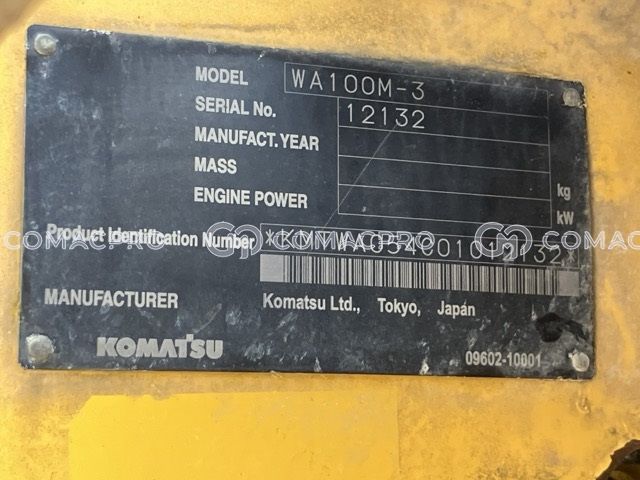 MODEL WA100M-3
SERIAL No. 12132
MANUFACT.YEAR
MASS kg
ENGINE POWER kW
Product Identification Number
COMACPRO COMACPRO COMACPRO
MANUFACTURER Komatsu Ltd., Tokyo, Japan
KOMATSU 09602-10001